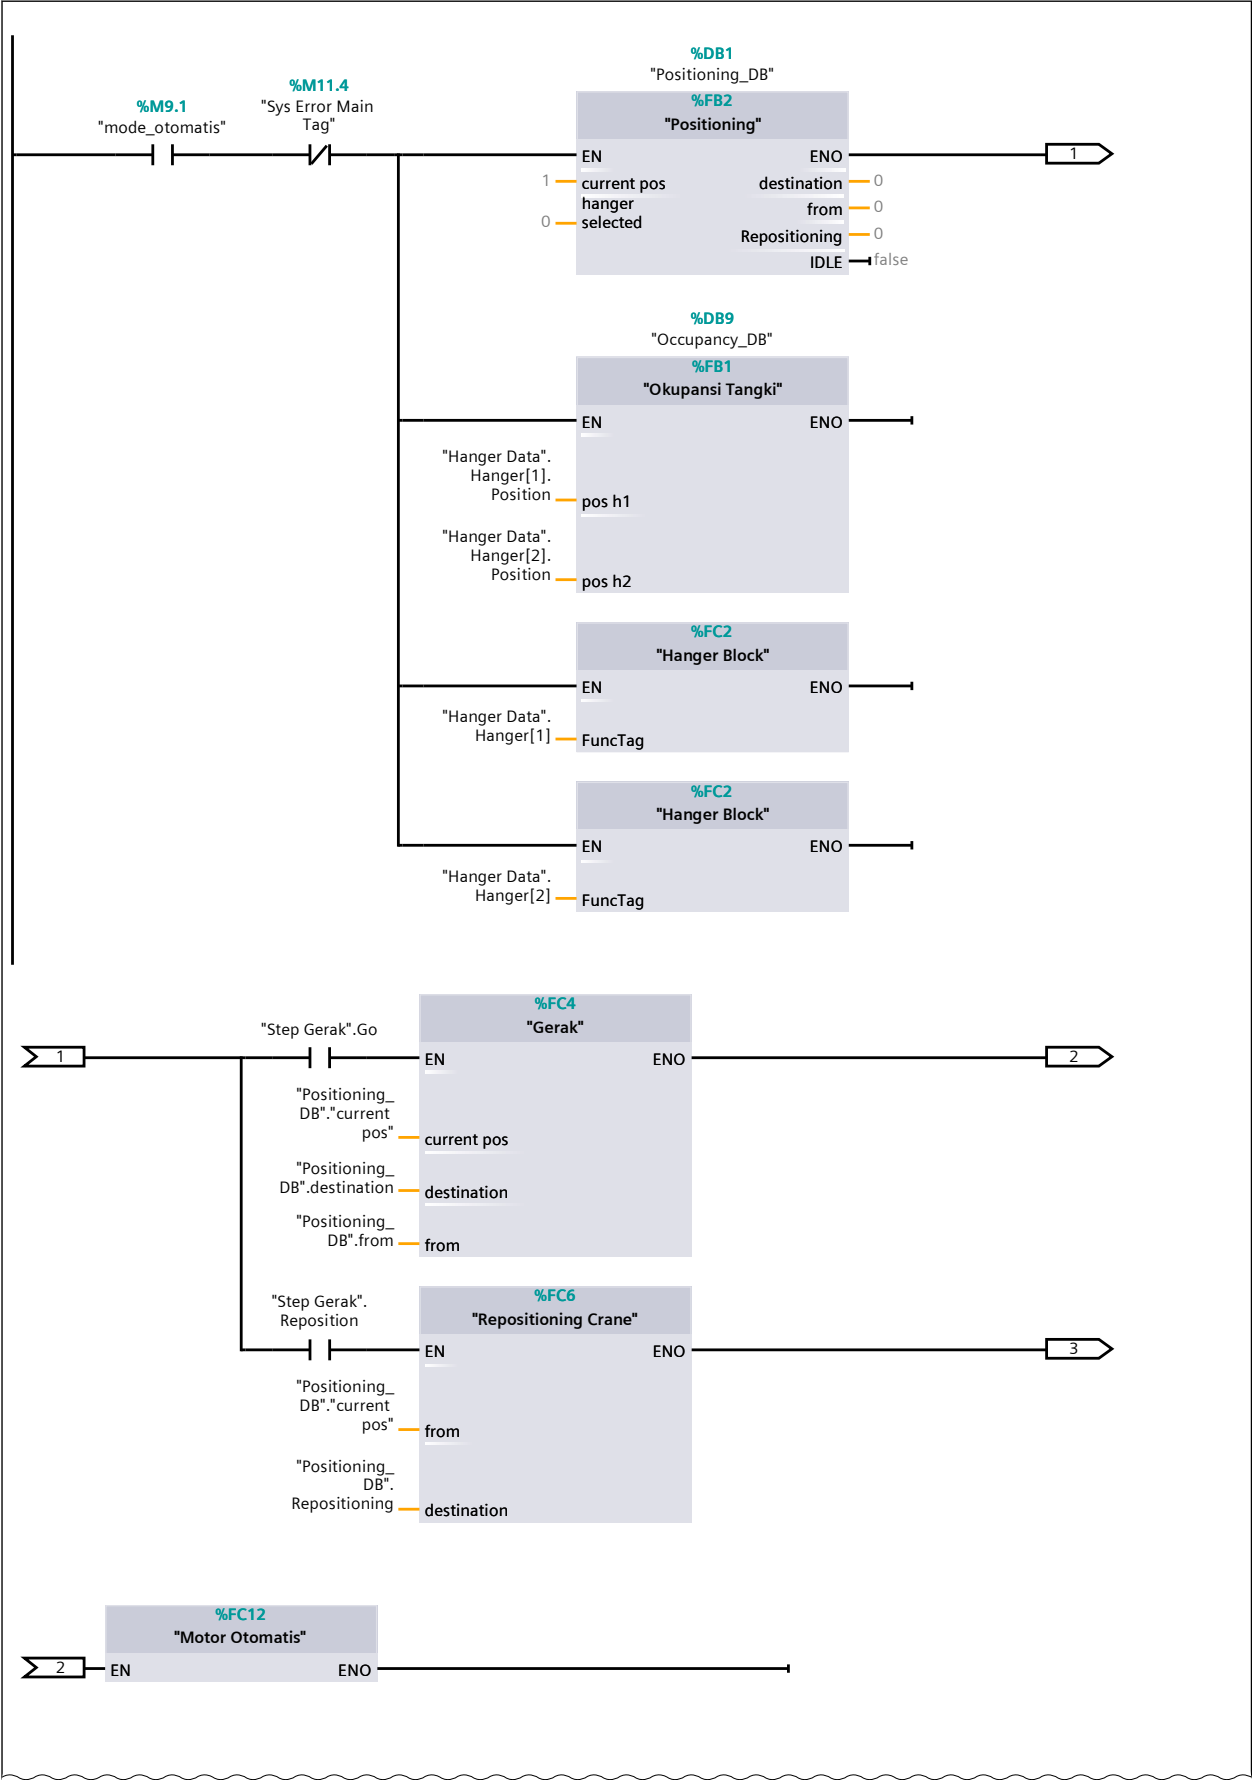 %DB1
"Positioning_DB"
%M9.1
"mode_otomatis"
%M11.4
"Sys Error Main
Tag"
%FB2
"Positioning"
EN
ENO
1
1
current pos
destination
0
hanger
0
selected
from
0
Repositioning
0
IDLE
false
%DB9
"Occupancy_DB"
%FB1
"Okupansi Tangki"
EN
ENO
"Hanger Data".
Hanger[1].
Position
pos h1
"Hanger Data".
Hanger[2].
Position
pos h2
%FC2
"Hanger Block"
EN
ENO
"Hanger Data".
Hanger[1]
FuncTag
%FC2
"Hanger Block"
EN
ENO
"Hanger Data".
Hanger[2]
FuncTag
1
"Step Gerak".Go
%FC4
"Gerak"
EN
ENO
2
"Positioning_
DB"."current
pos"
current pos
"Positioning_
DB".destination
destination
"Positioning_
DB".from
from
"Step Gerak".
Reposition
%FC6
"Repositioning Crane"
EN
ENO
3
"Positioning_
DB"."current
pos"
from
"Positioning_
DB".
Repositioning
destination
2
%FC12
"Motor Otomatis"
EN
ENO